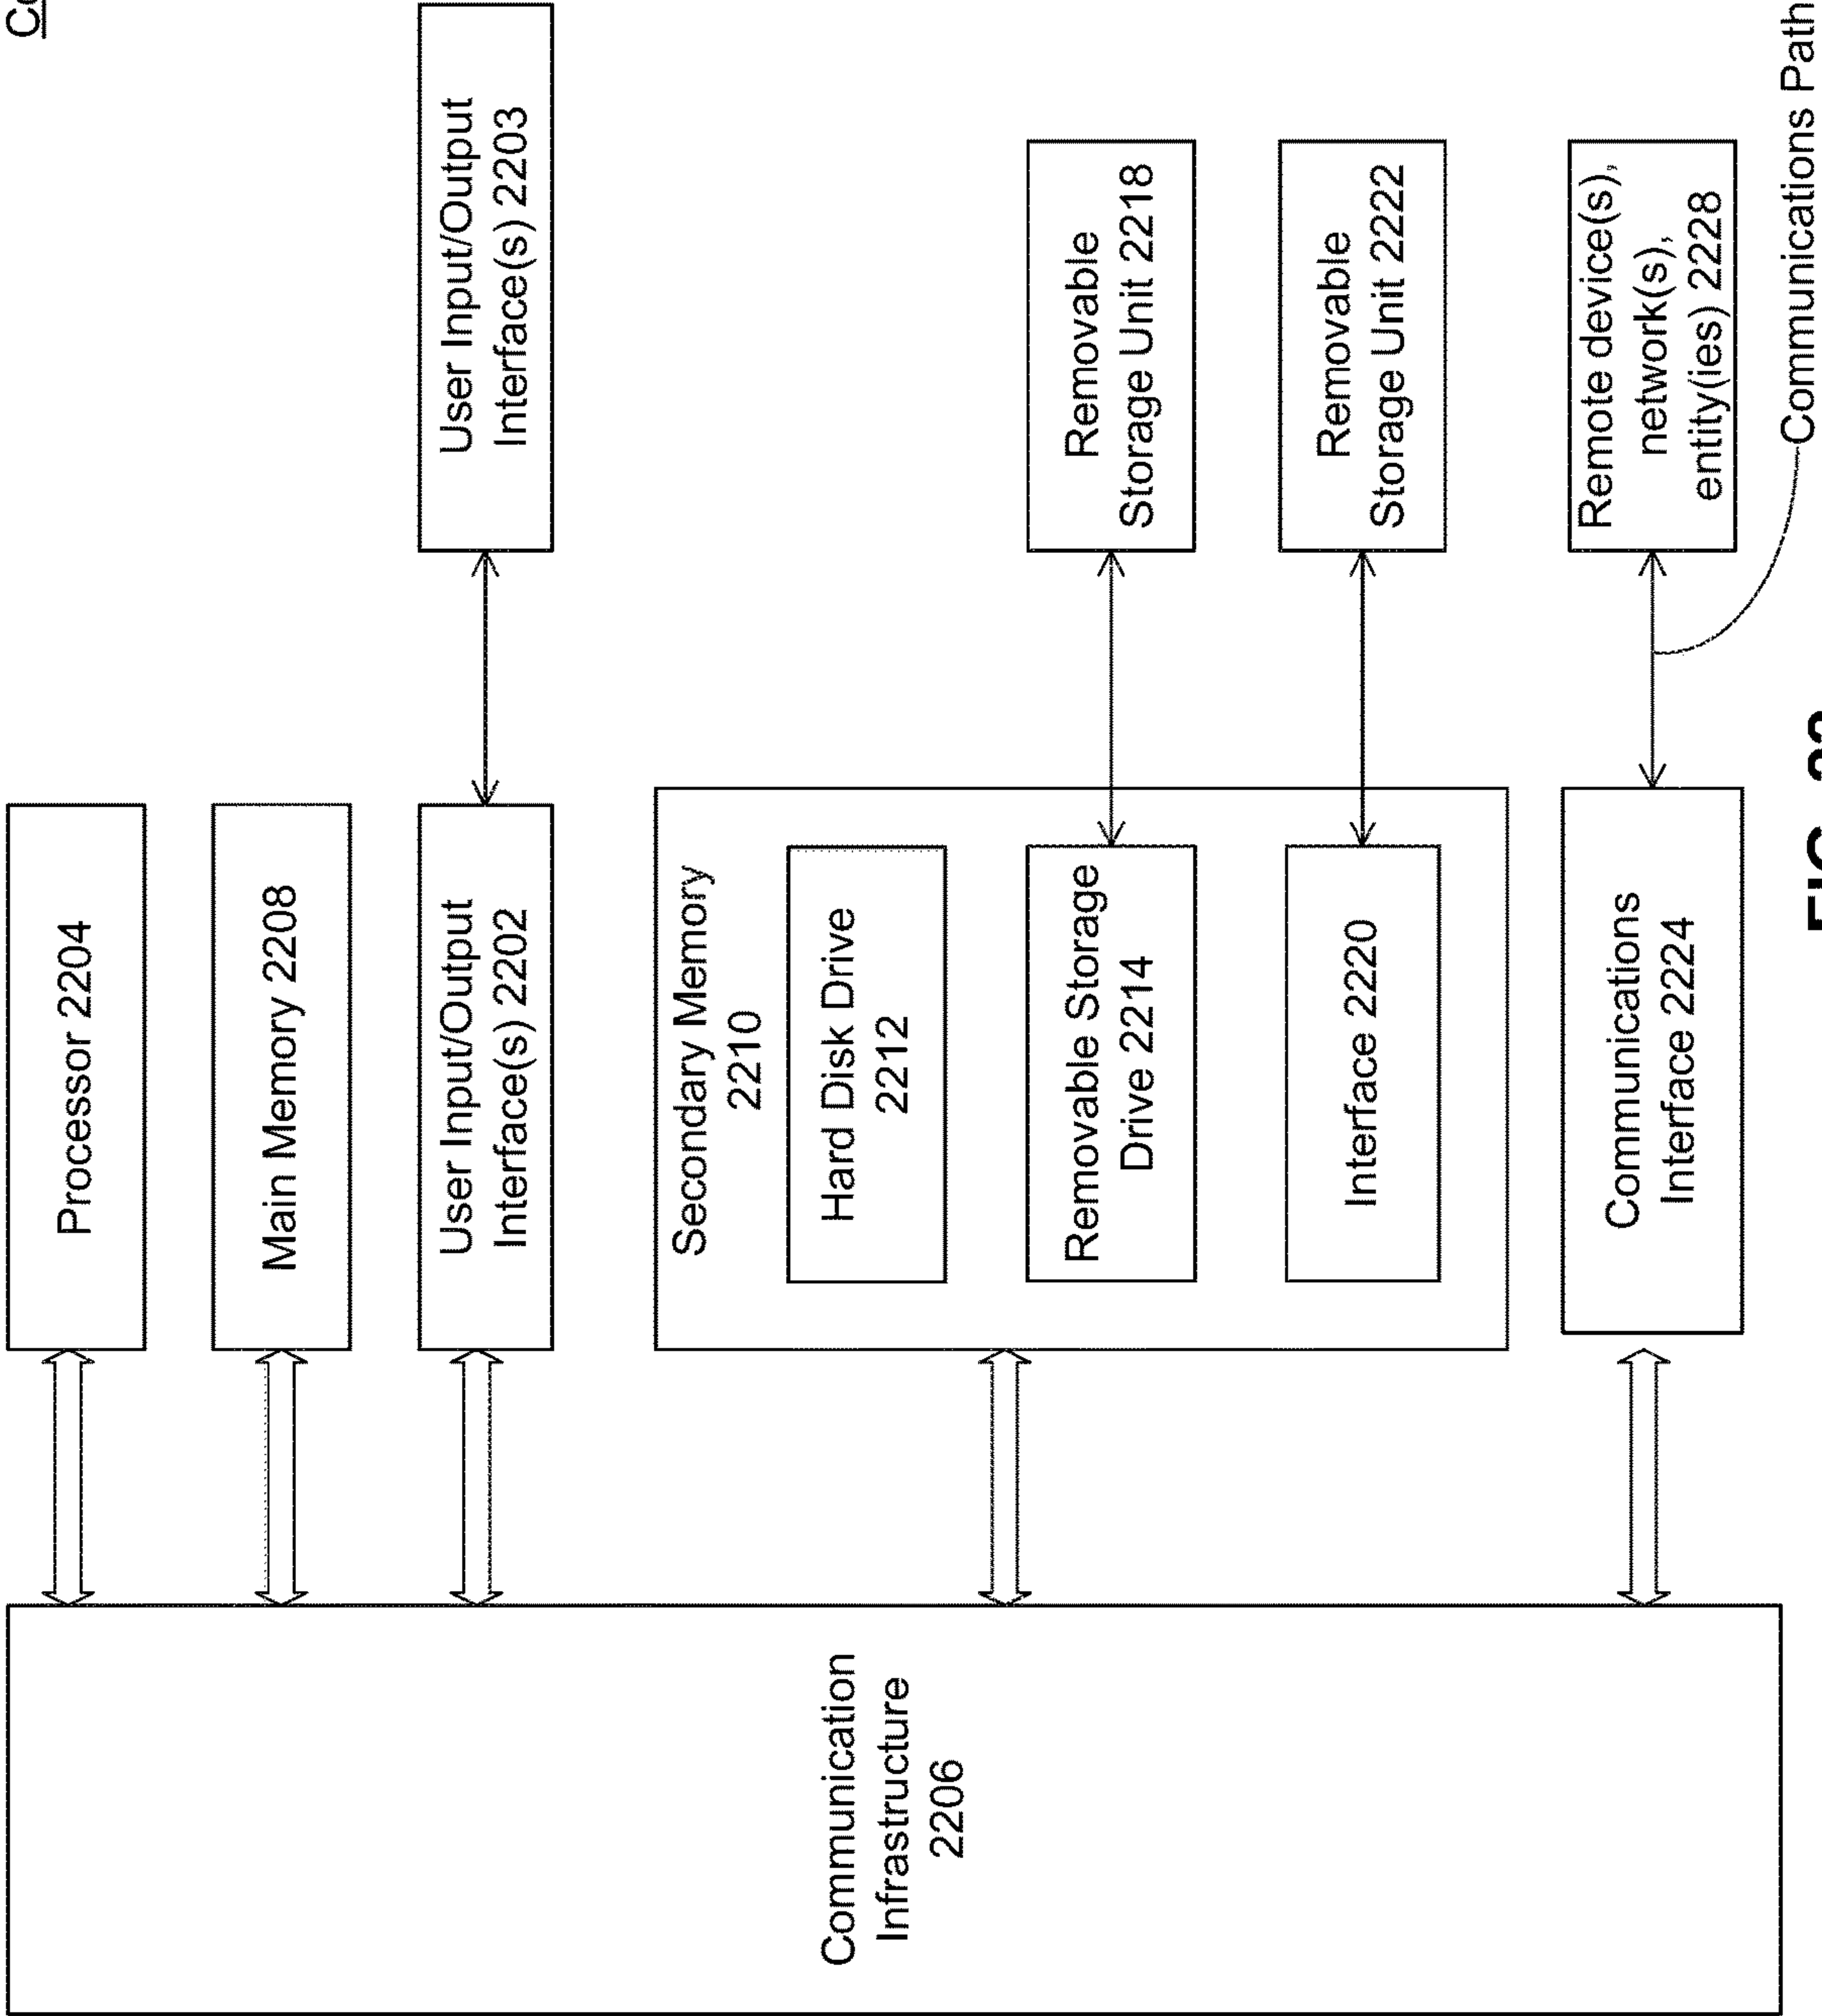 Processor 2204
Main Memory 2208
User Input/Output
Interface(s) 2202
User Input/Output
Interface(s) 2203
Communication
Infrastructure
2206
Secondary Memory
2210
Hard Disk Drive
2212
Removable Storage
Drive 2214
Removable
Storage Unit 2218
Interface 2220
Removable
Storage Unit 2222
Communications
Interface 2224
Remote device(s),
network(s),
entity(ies) 2228
Communications Path
FIG.